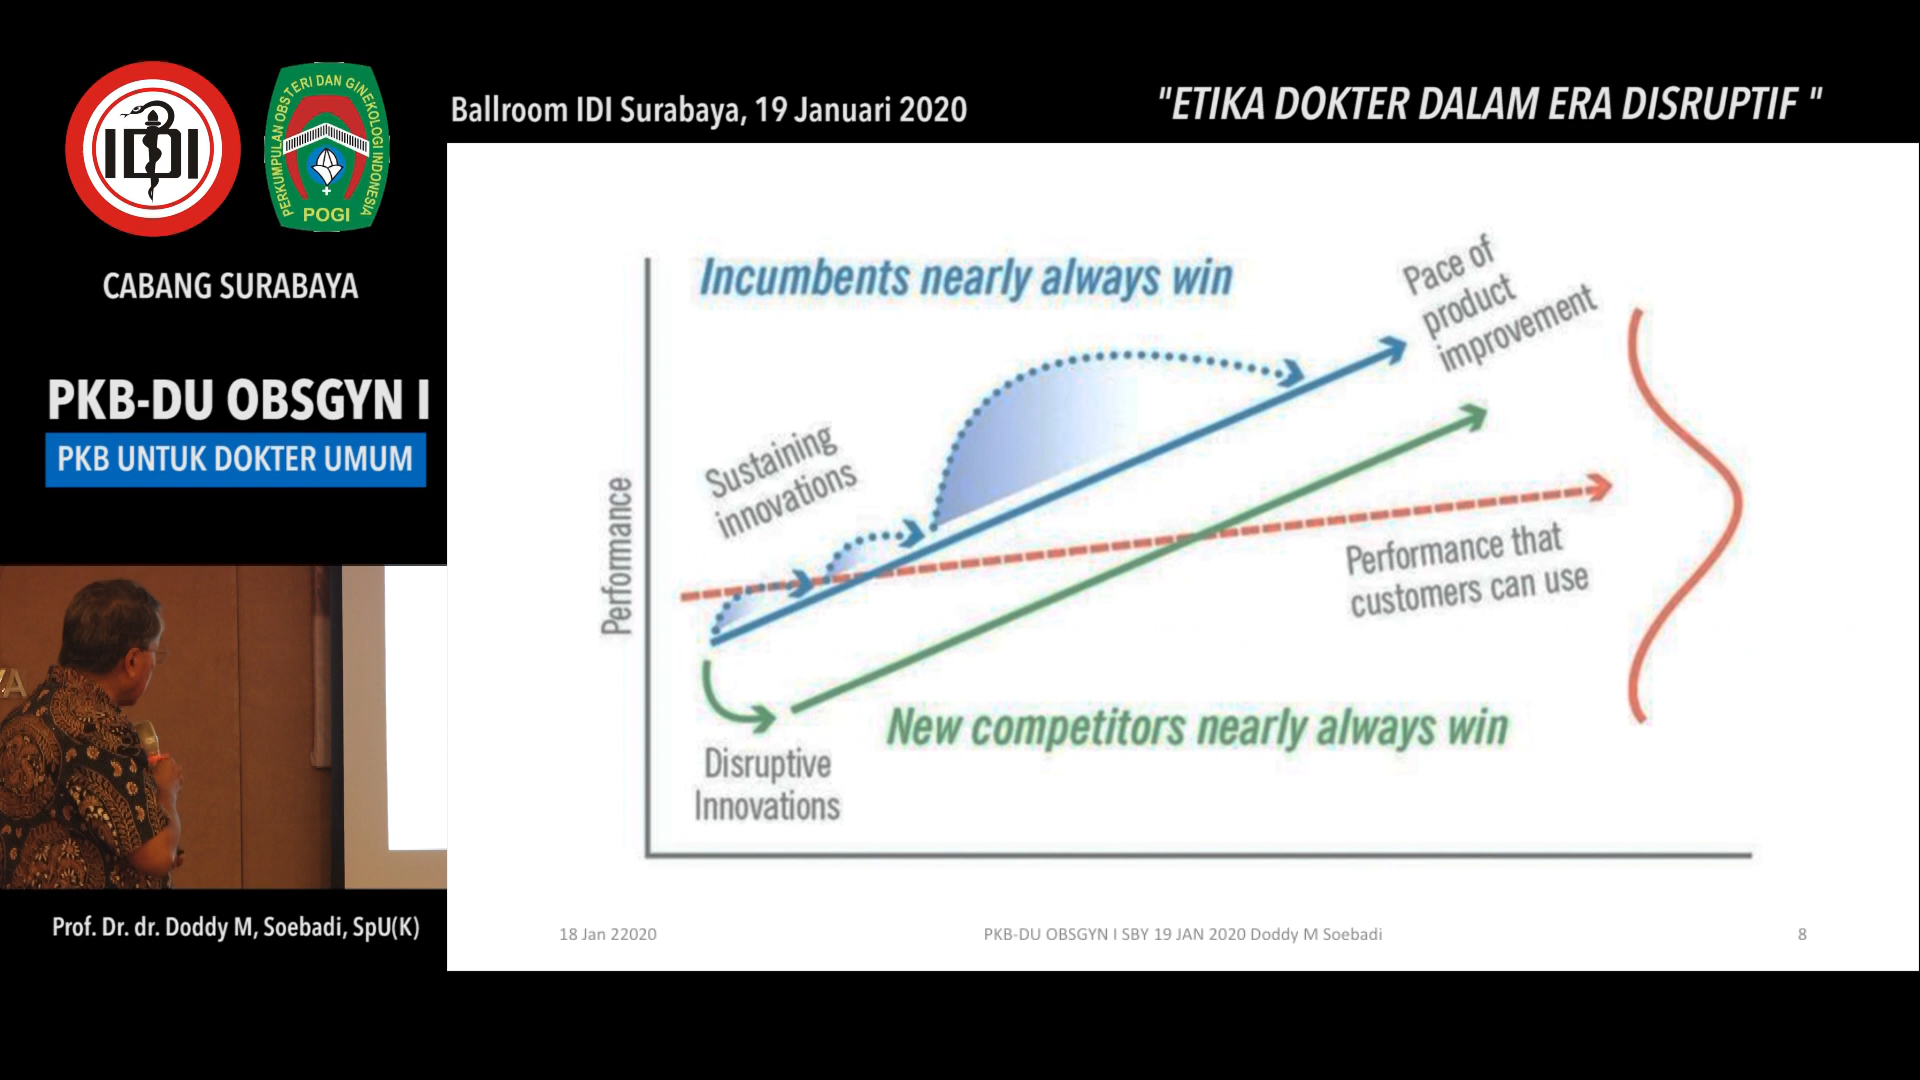 IDI
PERKUMPULAN OBSTERI DAN GINEKOLOGI INDONESIA
POGI
CABANG SURABAYA
PKB-DU OBSGYN I
PKB UNTUK DOKTER UMUM
Prof. Dr. dr. Doddy M, Soebadi, SpU(K)
Ballroom IDI Surabaya, 19 Januari 2020
"ETIKA DOKTER DALAM ERA DISRUPTIF "
Incumbents nearly always win
Pace of
product
improvement
Sustaining
innovations
Performance
Performance that
customers can use
New competitors nearly always win
Disruptive
Innovations
18 Jan 22020
PKB-DU OBSGYN I SBY 19 JAN 2020 Doddy M Soebadi
8
YA